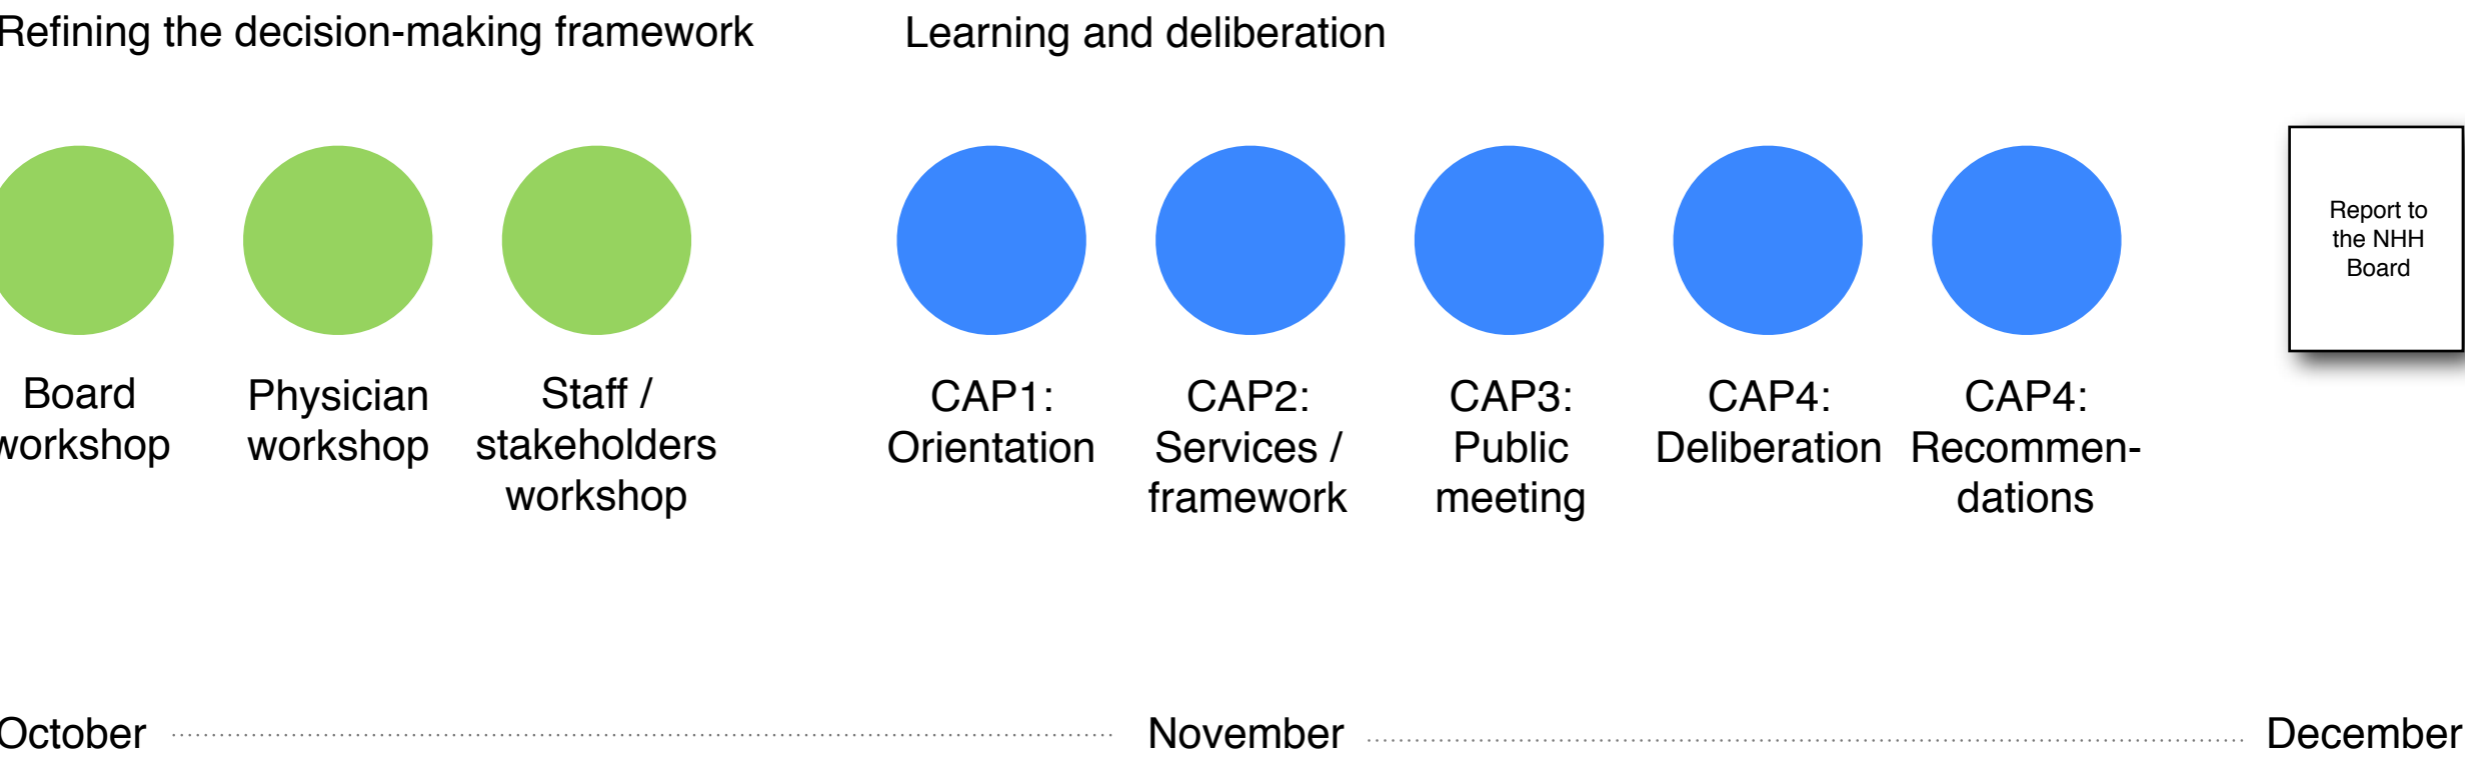 Refining the decision-making framework
Learning and deliberation
Report to
the NHH
Board
Board
workshop
Physician
workshop
Staff /
stakeholders
workshop
CAP1:
Orientation
CAP2:
Services /
framework
CAP3:
Public
meeting
CAP4:
Deliberation
CAP4:
Recommen-
dations
October
November
December